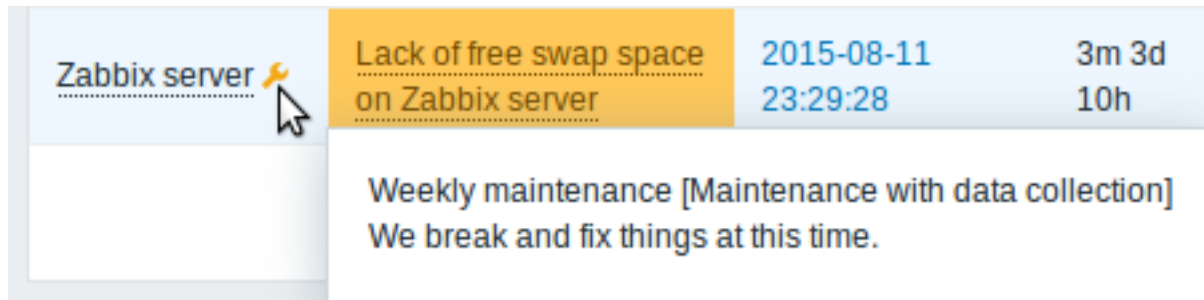 Zabbix server
Lack of free swap space
on Zabbix server
2015-08-11
23:29:28
3m 3d
10h
Weekly maintenance [Maintenance with data collection]
We break and fix things at this time.